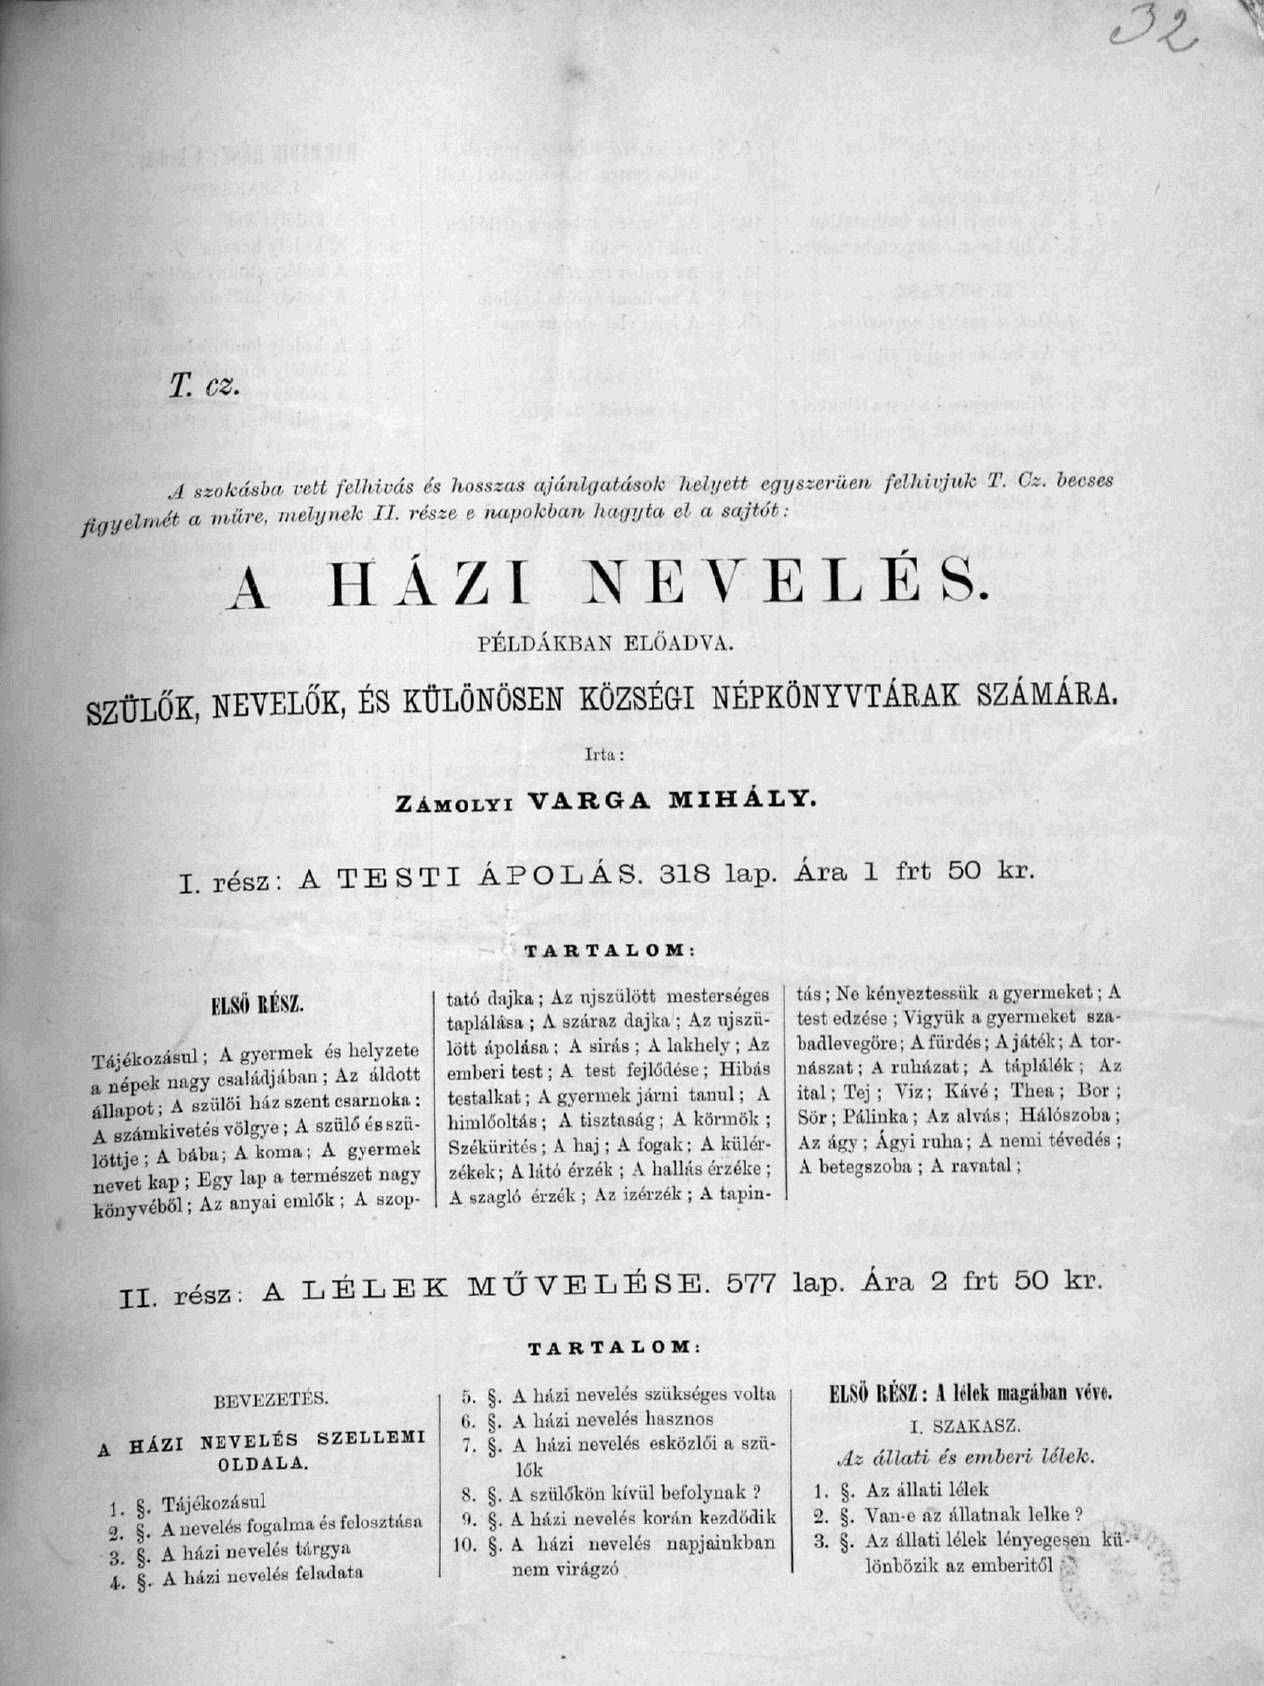 32
T. cz.
A szokásba vett felhivás és hosszas ajánlgatások helyett egyszerüen felhivjuk T. Cz. becses
figyelmét a műre, melynek II. része e napokban hagyta el a sajtót:
A HÁZI NEVELÉS.
PÉLDÁKBAN ELŐADVA.
SZÜLŐK, NEVELŐK, ÉS KÜLÖNÖSEN KÖZSÉGI NÉPKÖNYVTÁRAK SZÁMÁRA.
Irta:
ZÁMOLYI VARGA MIHÁLY.
I. rész: A TESTI ÁPOLÁS. 318 lap. Ára 1 frt 50 kr.
TARTALOM:
ELSŐ RÉSZ.
Tájékozásul; A gyermek és helyzete
a népek nagy családjában; Az áldott
állapot; A szülői ház szent csarnoka:
A számkivetés völgye; A szülő és szü-
löttje; A bába; A koma; A gyermek
nevet kap; Egy lap a természet nagy
könyvéből; Az anyai emlők; A szop-
tató dajka; Az ujszülött mesterséges
taplálása; A száraz dajka; Az ujszü-
lött ápolása; A sirás; A lakhely; Az
emberi test; A test fejlődése; Hibás
testalkat; A gyermek járni tanul; A
himlőoltás; A tisztaság; A körmök;
Székürités; A haj; A fogak; A külér-
zékek; A látó érzék; A hallás érzéke;
A szagló érzék; Az izérzék; A tapin-
tás; Ne kényeztessük a gyermeket; A
test edzése; Vigyük a gyermeket sza-
badlevegőre; A fürdés; A játék; A tor-
nászat; A ruházat; A táplálék; Az
ital; Tej; Viz; Kávé; Thea; Bor;
Sör; Pálinka; Az alvás; Hálószoba;
Az ágy; Ágyi ruha; A nemi tévedés;
A betegszoba; A ravatal;
II. rész: A LÉLEK MŰVELÉSE. 577 lap. Ára 2 frt 50 kr.
TARTALOM:
BEVEZETÉS.
A HÁZI NEVELÉS SZELLEMI
OLDALA.
1. §. Tájékozásul
2. §. A nevelés fogalma és felosztása
3. §. A házi nevelés tárgya
4. §. A házi nevelés feladata
5. §. A házi nevelés szükséges volta
6. §. A házi nevelés hasznos
7. §. A házi nevelés esközlői a szü-
lők
8. §. A szülőkön kívül befolynak ?
9. §. A házi nevelés korán kezdődik
10. §. A házi nevelés napjainkban
nem virágzó
ELSŐ RÉSZ: A lélek magában véve.
I. SZAKASZ.
Az állati és emberi lélek.
1. §. Az állati lélek
2. §. Van-e az állatnak lelke ?
3. §. Az állati lélek lényegesen kü-
lönbözik az emberitől